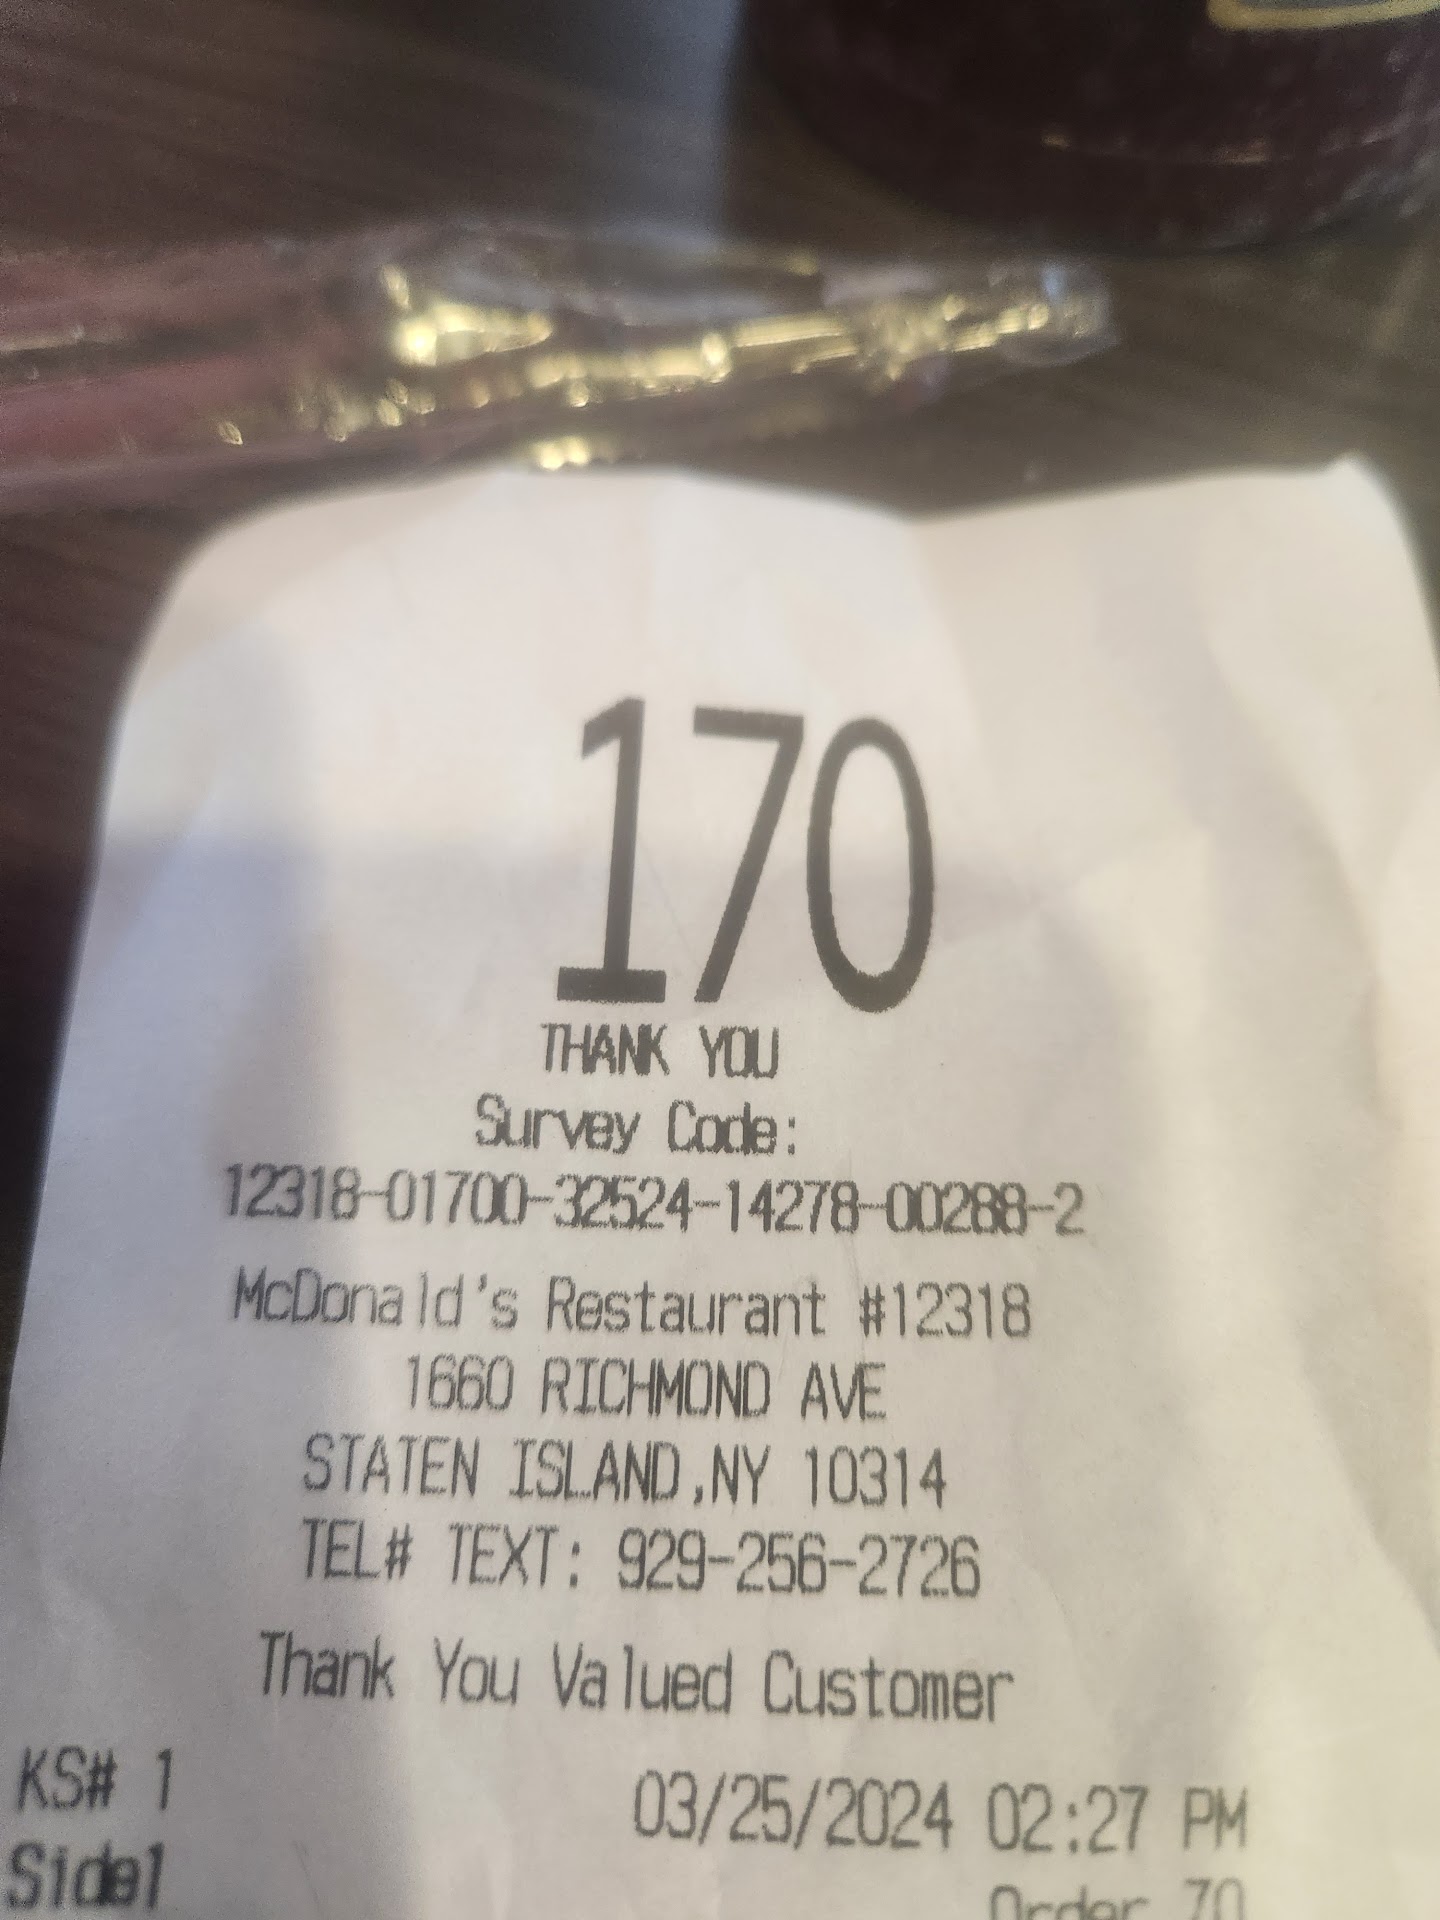 170
THANK YOU
Survey Code:
12318-01700-32524-14278-00288-2
McDonald's Restaurant #12318
1660 RICHMOND AVE
STATEN ISLAND,NY 10314
TEL# TEXT: 929-256-2726
Thank You Valued Customer
KS# 1 03/25/2024 02:27 PM
Side1 Order 70